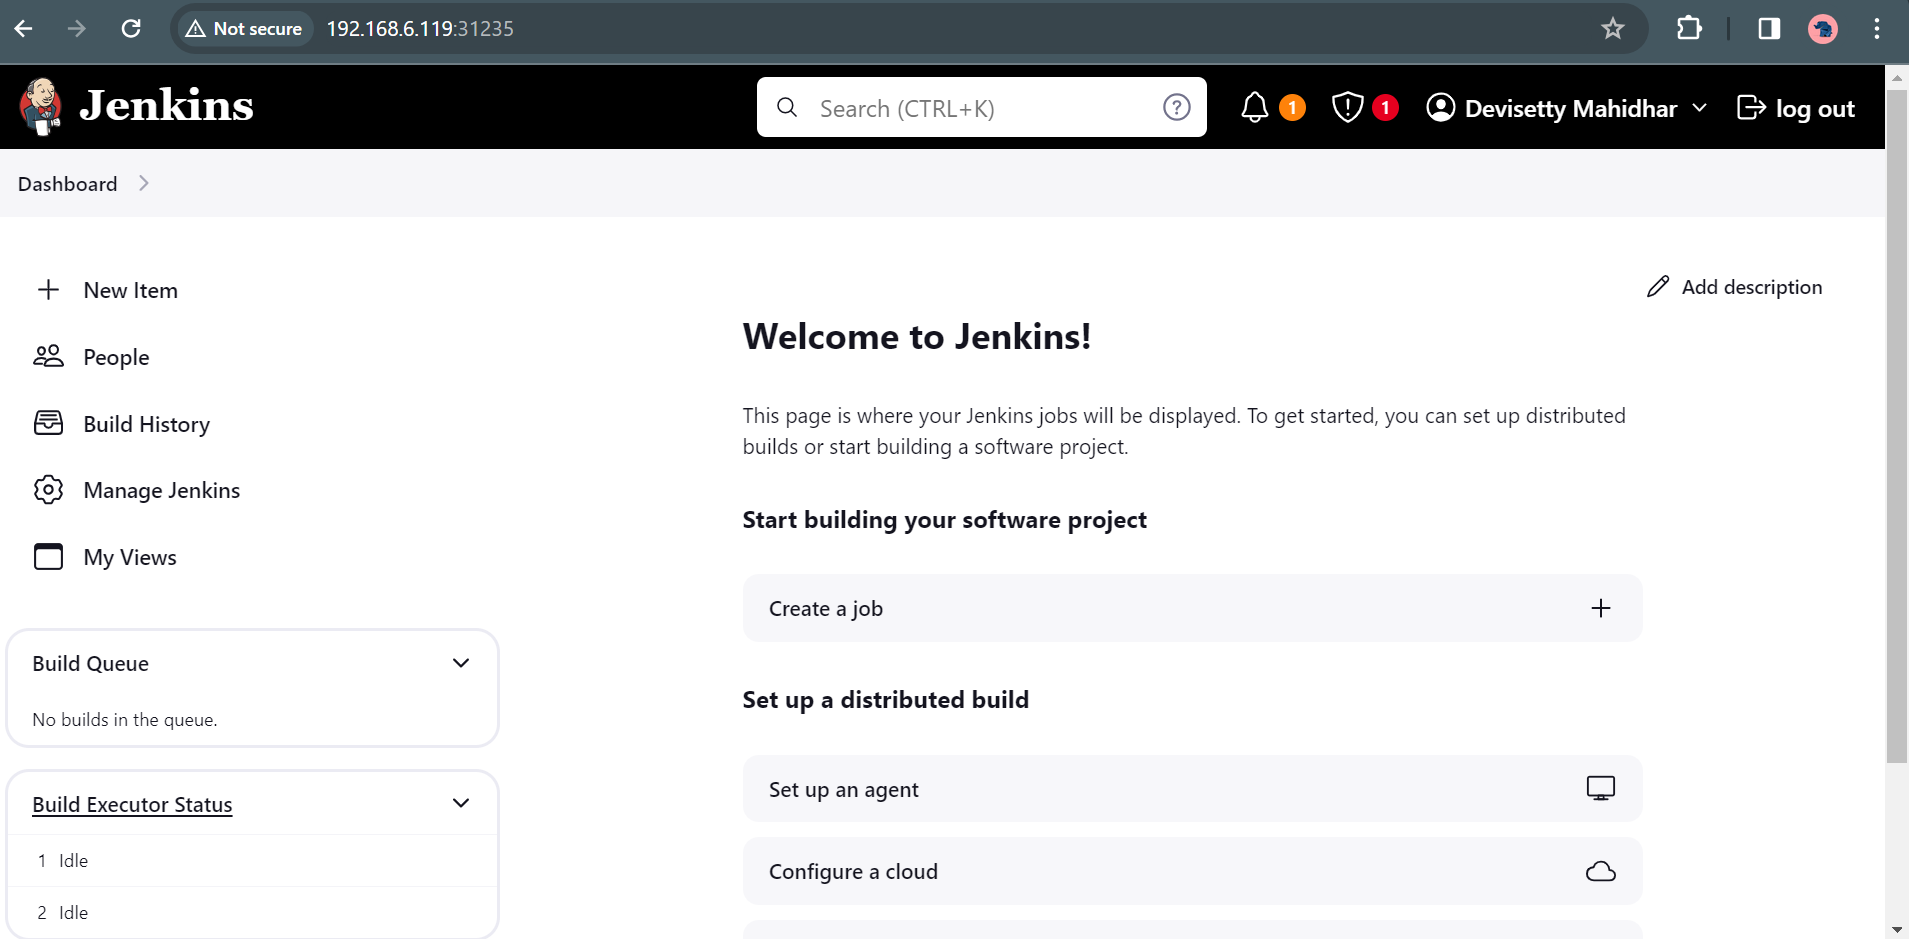 Not secure 192.168.6.119:31235
Jenkins
Search (CTRL+K)
1
1
Devisetty Mahidhar
log out
Dashboard
New Item
People
Build History
Manage Jenkins
My Views
Build Queue
No builds in the queue.
Build Executor Status
1 Idle
2 Idle
Add description
Welcome to Jenkins!
This page is where your Jenkins jobs will be displayed. To get started, you can set up distributed
builds or start building a software project.
Start building your software project
Create a job
Set up a distributed build
Set up an agent
Configure a cloud